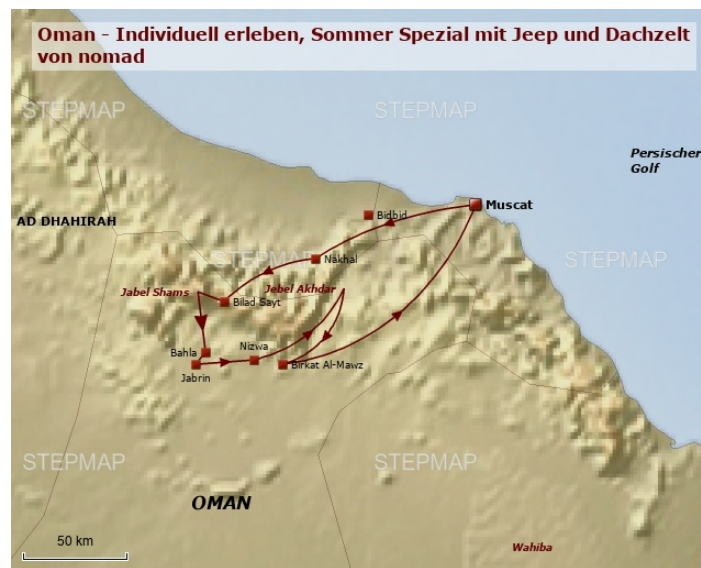 Oman - Individuell erleben, Sommer Spezial mit Jeep und Dachzelt
von nomad
STEPMAP
STEPMAP
Persischer
Golf
Muscat
Bidbid
AD DHAHIRAH
STEPMAP
STEPMAP
Nakhal
Jabel Shams
Jebel Akhdar
Bilad Sayt
Bahla
Nizwa
Jabrin
Birkat Al-Mawz
STEPMAP
STEPMAP
OMAN
50 km
Wahiba